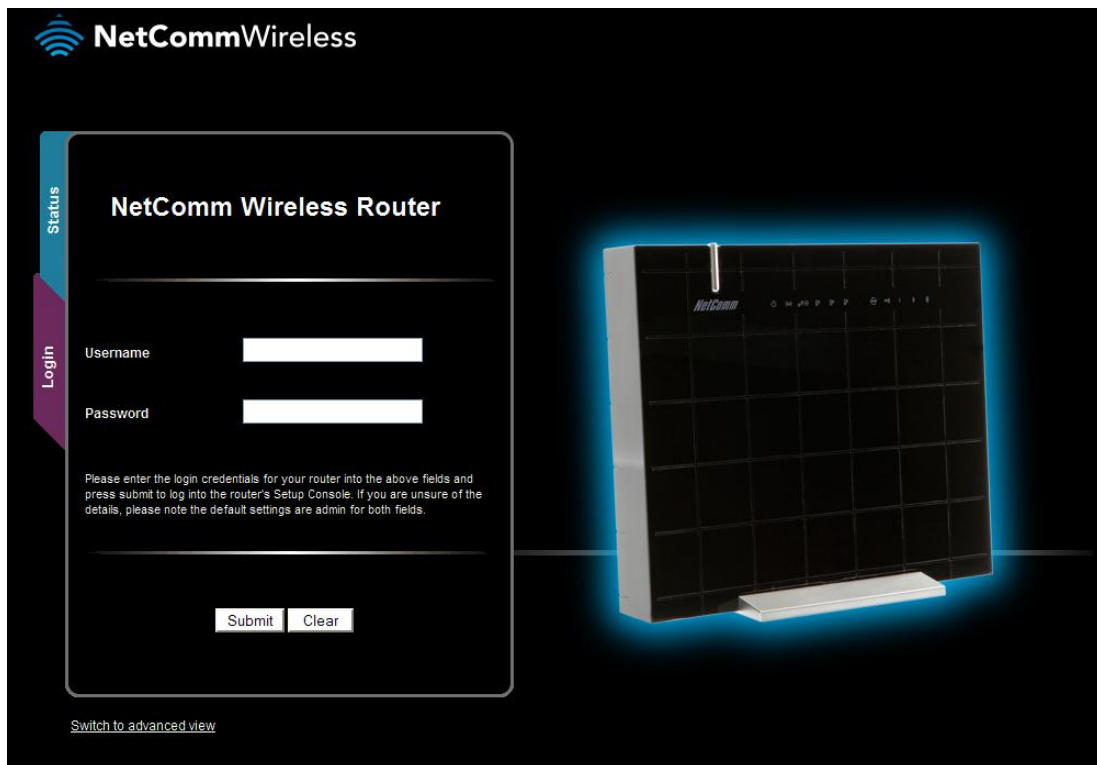 NetCommWireless
Status
NetComm Wireless Router
NetComm
Login
Username
Password
Please enter the login credentials for your router into the above fields and
press submit to log into the router's Setup Console. If you are unsure of the
details, please note the default settings are admin for both fields.
Submit
Clear
Switch to advanced view